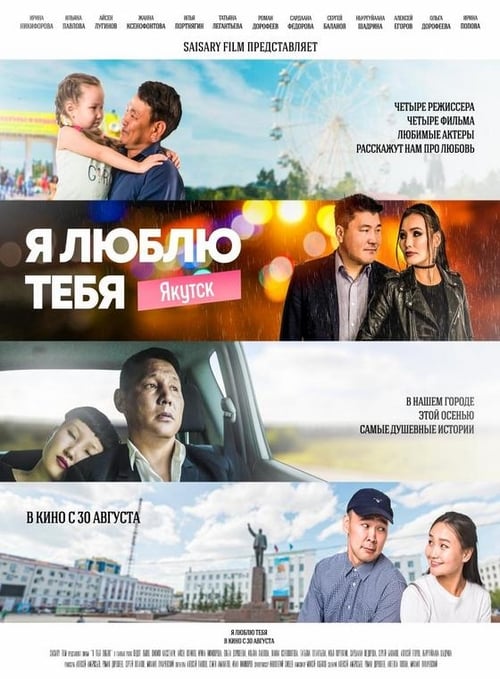 ИРИНА НИКИФОРОВА ИЛЬЯНА ПАВЛОВА АЙСЕН ЛУГИНОВ ЖАННА КСЕНОФОНТОВА ИЛЬЯ ПОРТНЯГИН ТАТЬЯНА ЛЕГАНТЬЕВА РОМАН ДОРОФЕЕВ САРДААНА ФЕДОРОВА СЕРГЕЙ БАЛАНОВ НЬУРГУЙААНА ШАДРИНА АЛЕКСЕЙ ЕГОРОВ ОЛЬГА ДОРОФЕЕВА ИРИНА ПОПОВА
SAISARY FILM ПРЕДСТАВЛЯЕТ
ЧЕТЫРЕ РЕЖИССЕРА
ЧЕТЫРЕ ФИЛЬМА
ЛЮБИМЫЕ АКТЕРЫ
РАССКАЖУТ НАМ ПРО ЛЮБОВЬ
Я ЛЮБЛЮ
ТЕБЯ
Якутск
В НАШЕМ ГОРОДЕ
ЭТОЙ ОСЕНЬЮ
САМЫЕ ДУШЕВНЫЕ ИСТОРИИ
В КИНО С 30 АВГУСТА
Я ЛЮБЛЮ ТЕБЯ
В КИНО С 30 АВГУСТА